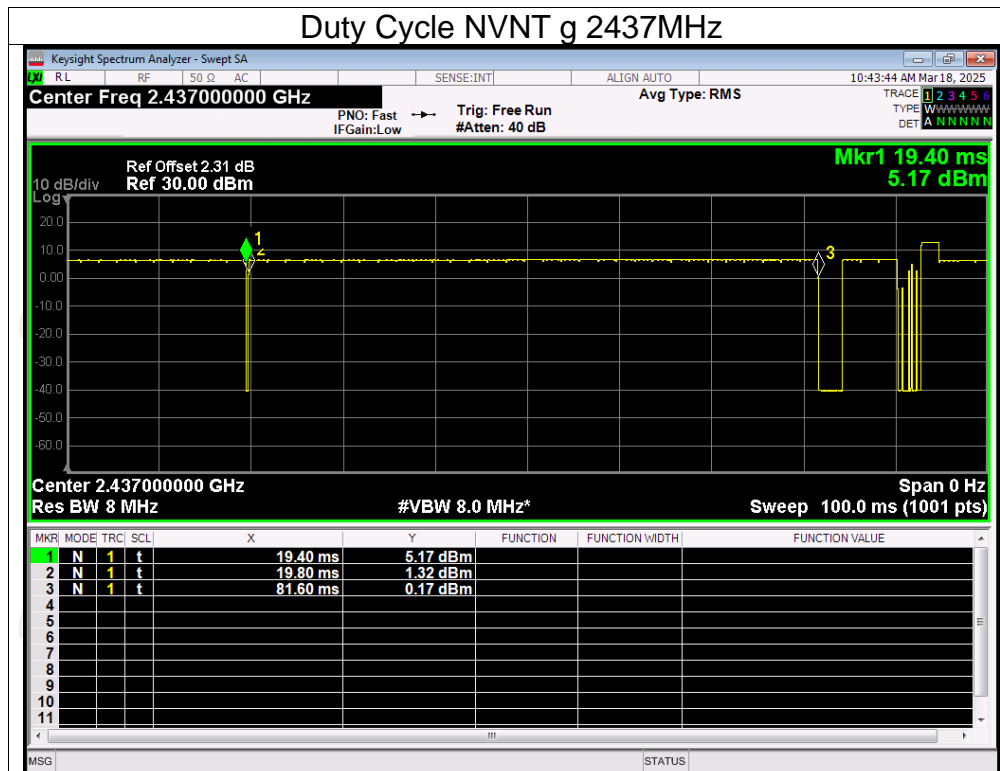 Duty Cycle NVNT g 2437MHz
Keysight Spectrum Analyzer - Swept SA
LXI RL RF 50 Ω AC SENSE:INT ALIGN AUTO 10:43:44 AM Mar 18, 2025
Center Freq 2.437000000 GHz Avg Type: RMS TRACE 1 2 3 4 5 6
PNO: Fast Trig: Free Run TYPE WWWWWW
IFGain:Low #Atten: 40 dB DET A N N N N N
Mkr1 19.40 ms
Ref Offset 2.31 dB
10 dB/div Ref 30.00 dBm 5.17 dBm
Log
20.0
10.0
0.00
-10.0
-20.0
-30.0
-40.0
-50.0
-60.0
1
2
3
Center 2.437000000 GHz Span 0 Hz
Res BW 8 MHz #VBW 8.0 MHz* Sweep 100.0 ms (1001 pts)
MKR MODE TRC SCL X Y FUNCTION FUNCTION WIDTH FUNCTION VALUE
1 N 1 t 19.40 ms 5.17 dBm
2 N 1 t 19.80 ms 1.32 dBm
3 N 1 t 81.60 ms 0.17 dBm
4
5
6
7
8
9
10
11
MSG STATUS